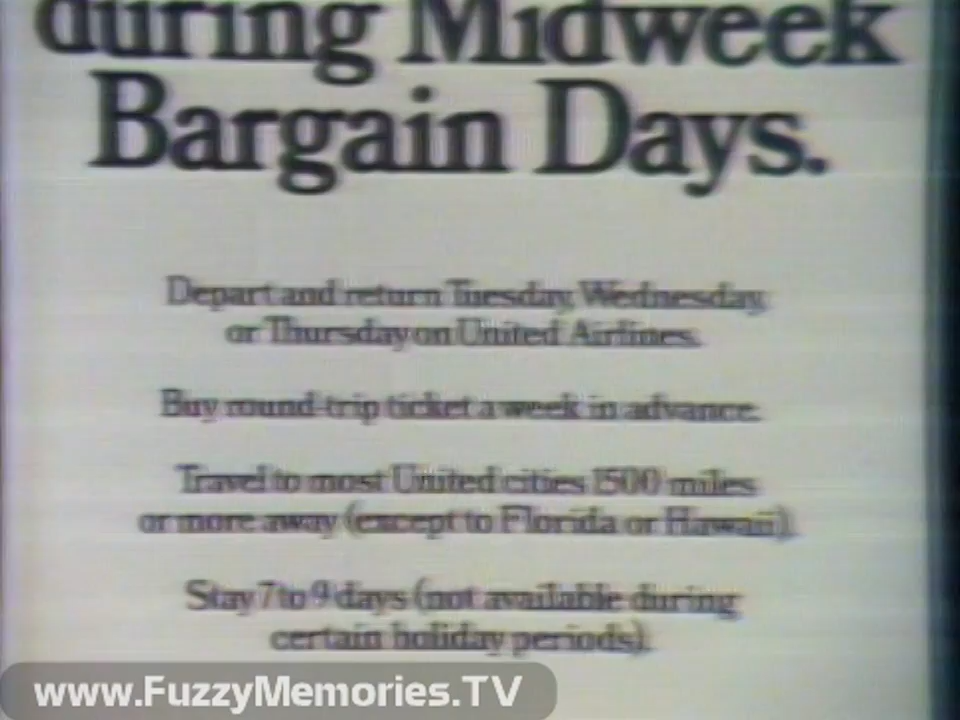 during Midweek
Bargain Days.
Depart and return Tuesday, Wednesday,
or Thursday on United Airlines.
Buy round-trip ticket a week in advance.
Travel to most United cities 1500 miles
or more away (except to Florida or Hawaii).
Stay 7 to 9 days (not available during
certain holiday periods).
www.FuzzyMemories.TV